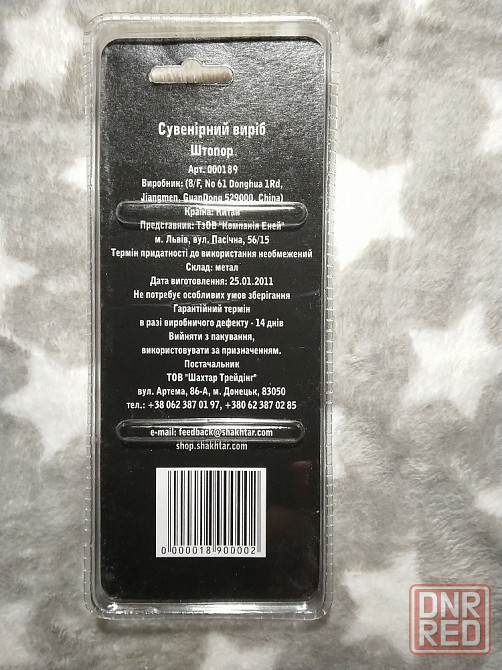 Сувенірний виріб
Штопор
Арт. 000189
Виробник: (8/F, No 61 Donghua 1Rd,
Jiangmen, GuanDong 529000, China)
Країна: Китай
Представник: ТзОВ "Компанія Еней"
м. Львів, вул. Пасічна, 56/15
Термін придатності до використання необмежений
Склад: метал
Дата виготовлення: 25.01.2011
Не потребує особливих умов зберігання
Гарантійний термін
в разі виробничого дефекту - 14 днів
Вийняти з пакування,
використовувати за призначенням.
Постачальник
ТОВ "Шахтар Трейдінг"
вул. Артема, 86-А, м. Донецьк, 83050
тел.: +38 062 387 01 97, +380 62 387 02 85
e-mail: feedback@shakhtar.com
shop.shakhtar.com
0 000018 900002
DNR
RED